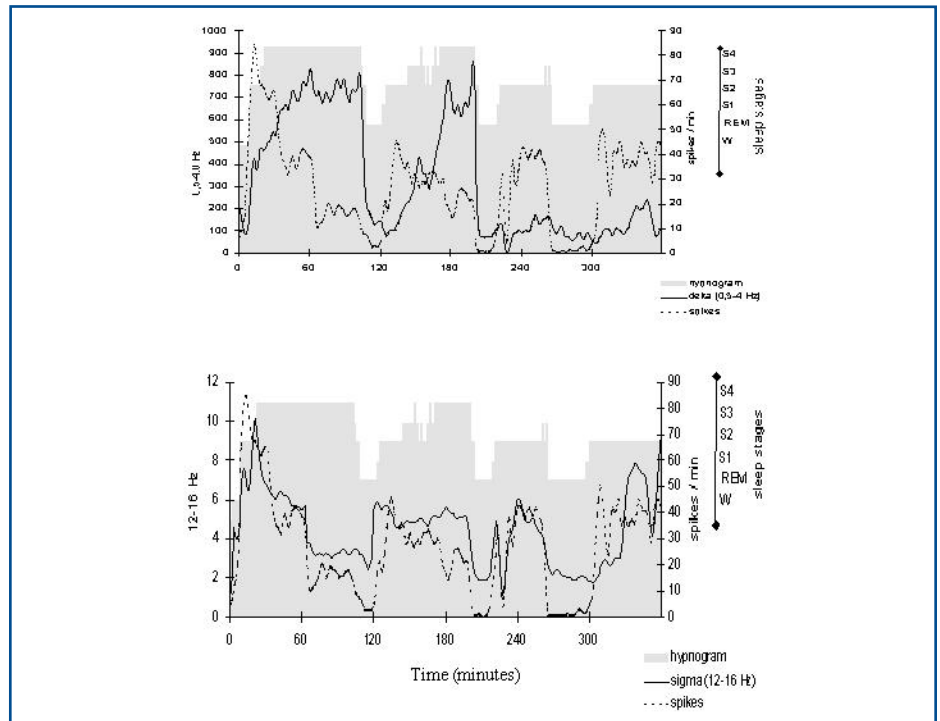 1000
900
800
700
600
500
400
300
200
100
0
0,5-4,0 Hz
0
60
120
180
240
300
90
80
70
60
50
40
30
20
10
0
spikes / min
S4
S3
S2
S1
REM
W
hypnogram
delta (0,5-4 Hz)
spikes
12
10
8
6
4
2
0
12-16 Hz
0
60
120
180
240
300
Time (minutes)
90
80
70
60
50
40
30
20
10
0
spikes / min
S4
S3
S2
S1
REM
W
sleep stages
hypnogram
sigma (12-16 Hz)
spikes